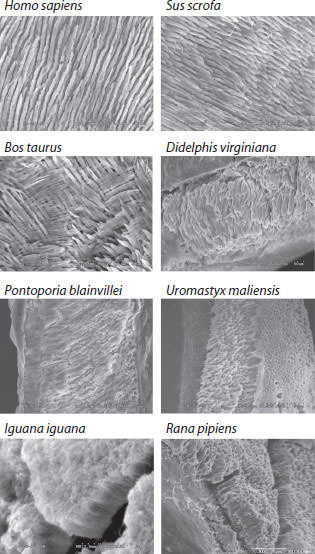 Homo sapiens
Sus scrofa
Bos taurus
Didelphis virginiana
Pontoporia blainvillei
Uromastyx maliensis
Iguana iguana
Rana pipiens